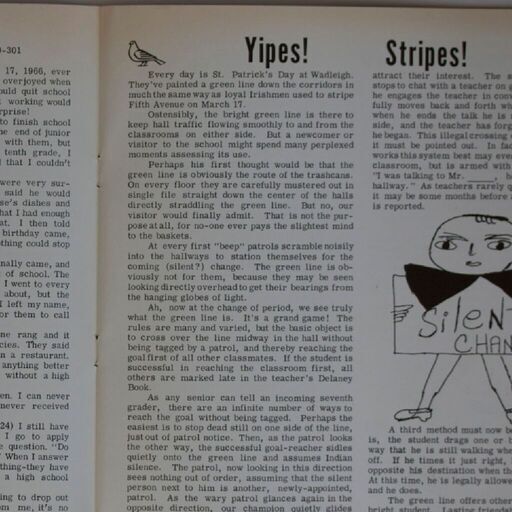 -301
17, 1966, ever
overjoyed when
ould quit school
t working would
rprise!
to finish school
e end of junior
with them, but
tenth grade, I
d that I couldn't
were very sur-
said he would
se's dishes and
hat I had enough
at. I then told
birthday came,
othing could stop
nally came, and
of school. The
I went to every
about, but the
I left my name,
or them to call
one rang and it
cies. They said
n a restaurant.
anything better
without a high
en. I can never
never received
24) I still have
I go to apply
e question, "Do
When I answer
thing-they have
a high school
ng to drop out
om me, it's no
Yipes! Stripes!
Every day is St. Patrick's Day at Wadleigh.
They've painted a green line down the corridors in
much the same way as loyal Irishmen used to stripe
Fifth Avenue on March 17.
Ostensibly, the bright green line is there to
keep hall traffic flowing smoothly to and from the
classrooms on either side. But a newcomer or
visitor to the school might spend many perplexed
moments assessing its use.
Perhaps his first thought would be that the
green line is obviously the route of the trashcans.
On every floor they are carefully mustered out in
single file straight down the center of the halls
directly straddling the green line. But no, our
visitor would finally admit. That is not the pur-
pose at all, for no-one ever pays the slightest mind
to the baskets.
At every first "beep" patrols scramble noisily
into the hallways to station themselves for the
coming (silent?) change. The green line is ob-
viously not for them, because they may be seen
looking directly overhead to get their bearings from
the hanging globes of light.
Ah, now at the change of period, we see truly
what the green line is. It's a grand game! The
rules are many and varied, but the basic object is
to cross over the line midway in the hall without
being tagged by a patrol, and thereby reaching the
goal first of all other classmates. If the student is
successful in reaching the classroom first, all
others are marked late in the teacher's Delaney
Book.
As any senior can tell an incoming seventh
grader, there are an infinite number of ways to
reach the goal without being tagged. Perhaps the
easiest is to stop dead still on one side of the line,
just out of patrol notice. Then, as the patrol looks
the other way, the successful goal-reacher sidles
quietly onto the green line and assumes Indian
silence. The patrol, now looking in this direction
sees nothing out of order, assuming that the silent
person next to him is another, newly-appointed,
patrol. As the wary patrol glances again in the
opposite direction, our champion quietly glides
attract their interest. The s
stops to chat with a teacher on
he engages the teacher in conv
fully moves back and forth wh
when he ends the talk he is
side, and the teacher has forg
he began. This illegal crossing
it must be pointed out. In fac
works this system best may eve
classroom, but is armed with
"I was talking to Mr. , h
hallway." As teachers rarely q
it may be some months before a
is reported.
Silent
CHAN
A third method must now be
is, the student drags one or b
way that he is still walking whe
off. If he times it just right,
opposite his destination when th
At this time, he is legally allowe
and he does.
The green line offers other
bright student. Lasting friends